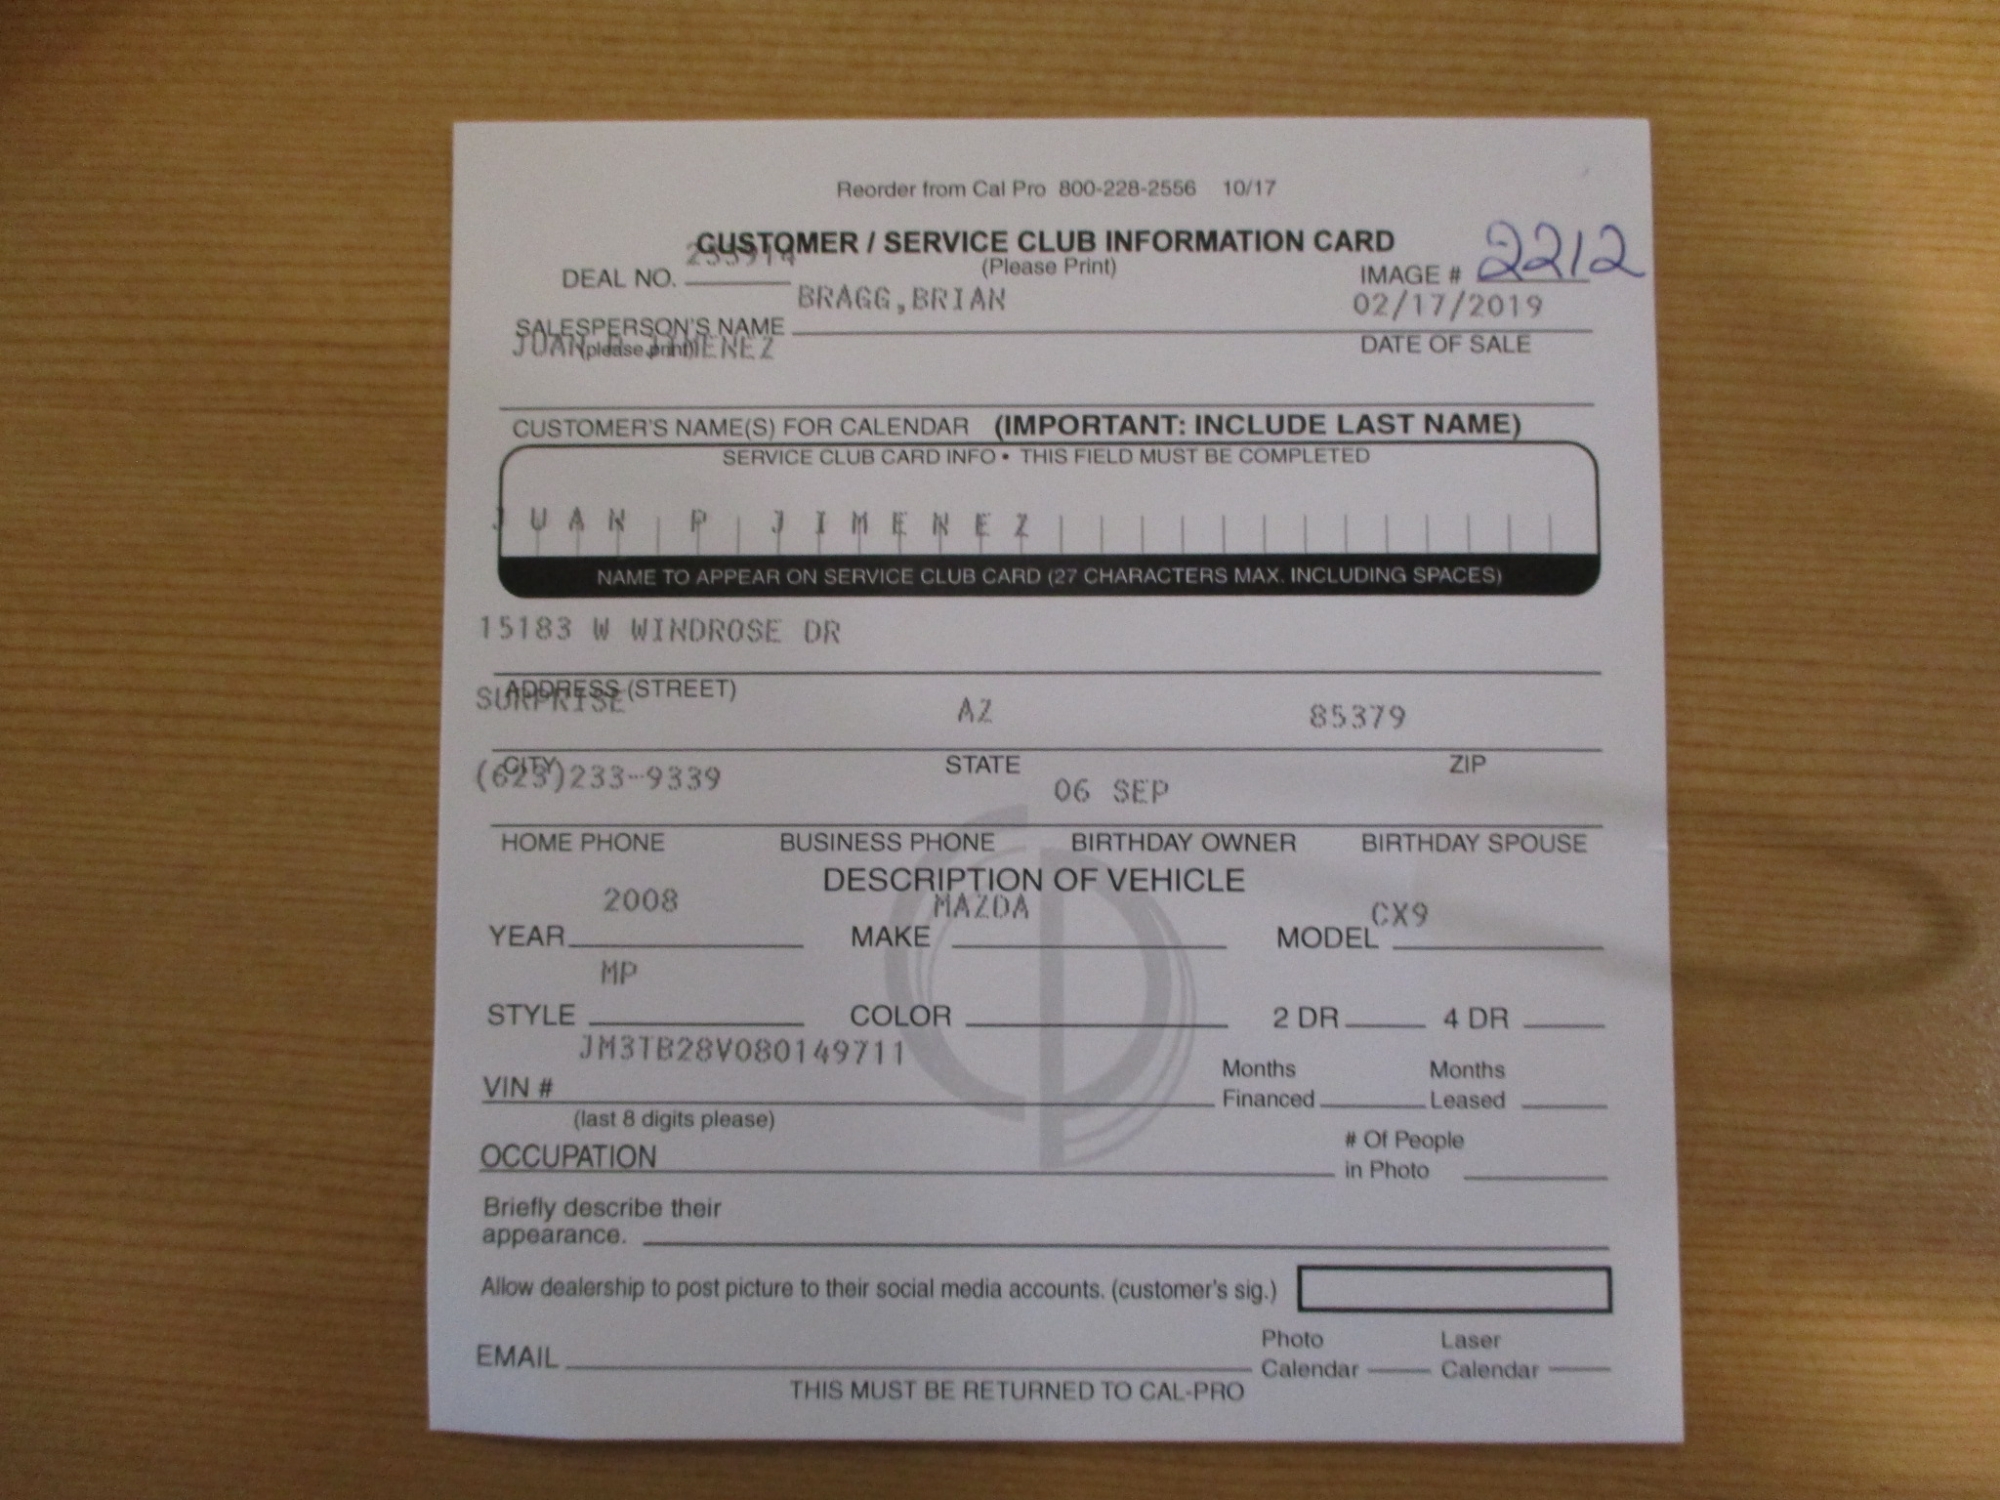 Reorder from Cal Pro 800-228-2556 10/17
CUSTOMER / SERVICE CLUB INFORMATION CARD
(Please Print)
DEAL NO.
IMAGE # 2212
BRAGG,BRIAN
02/17/2019
SALESPERSON'S NAME
(please print)
DATE OF SALE
JUAN P JIMENEZ
CUSTOMER'S NAME(S) FOR CALENDAR (IMPORTANT: INCLUDE LAST NAME)
SERVICE CLUB CARD INFO • THIS FIELD MUST BE COMPLETED
JUAN P JIMENEZ
NAME TO APPEAR ON SERVICE CLUB CARD (27 CHARACTERS MAX. INCLUDING SPACES)
15183 W WINDROSE DR
ADDRESS (STREET)
SURPRISE AZ 85379
CITY STATE ZIP
(623)233-9339 06 SEP
HOME PHONE BUSINESS PHONE BIRTHDAY OWNER BIRTHDAY SPOUSE
DESCRIPTION OF VEHICLE
2008 MAZDA CX9
YEAR MAKE MODEL
MP
STYLE COLOR 2 DR 4 DR
JM3TB28V080149711
VIN # Months Financed Months Leased
(last 8 digits please)
OCCUPATION # Of People in Photo
Briefly describe their
appearance.
Allow dealership to post picture to their social media accounts. (customer's sig.)
EMAIL Photo Calendar Laser Calendar
THIS MUST BE RETURNED TO CAL-PRO